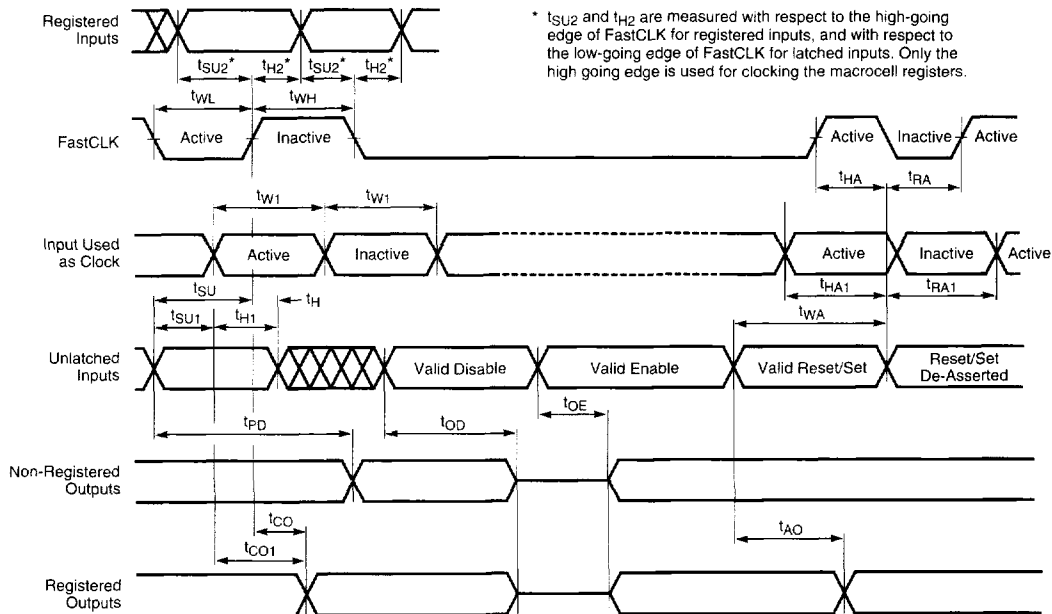 Registered
Inputs
* tSU2 and tH2 are measured with respect to the high-going
edge of FastCLK for registered inputs, and with respect to
the low-going edge of FastCLK for latched inputs. Only the
high going edge is used for clocking the macrocell registers.
tSU2* tH2* tSU2* tH2*
tWL tWH
FastCLK Active Inactive Active Inactive Active
tHA tRA
tW1 tW1
Input Used
as Clock
Active Inactive Active Inactive Active
tSU tH tHA1 tRA1
tSU1 tH1 tWA
Unlatched
Inputs
Valid Disable Valid Enable Valid Reset/Set Reset/Set
De-Asserted
tPD tOD tOE
Non-Registered
Outputs
tCO tAO
tCO1
Registered
Outputs